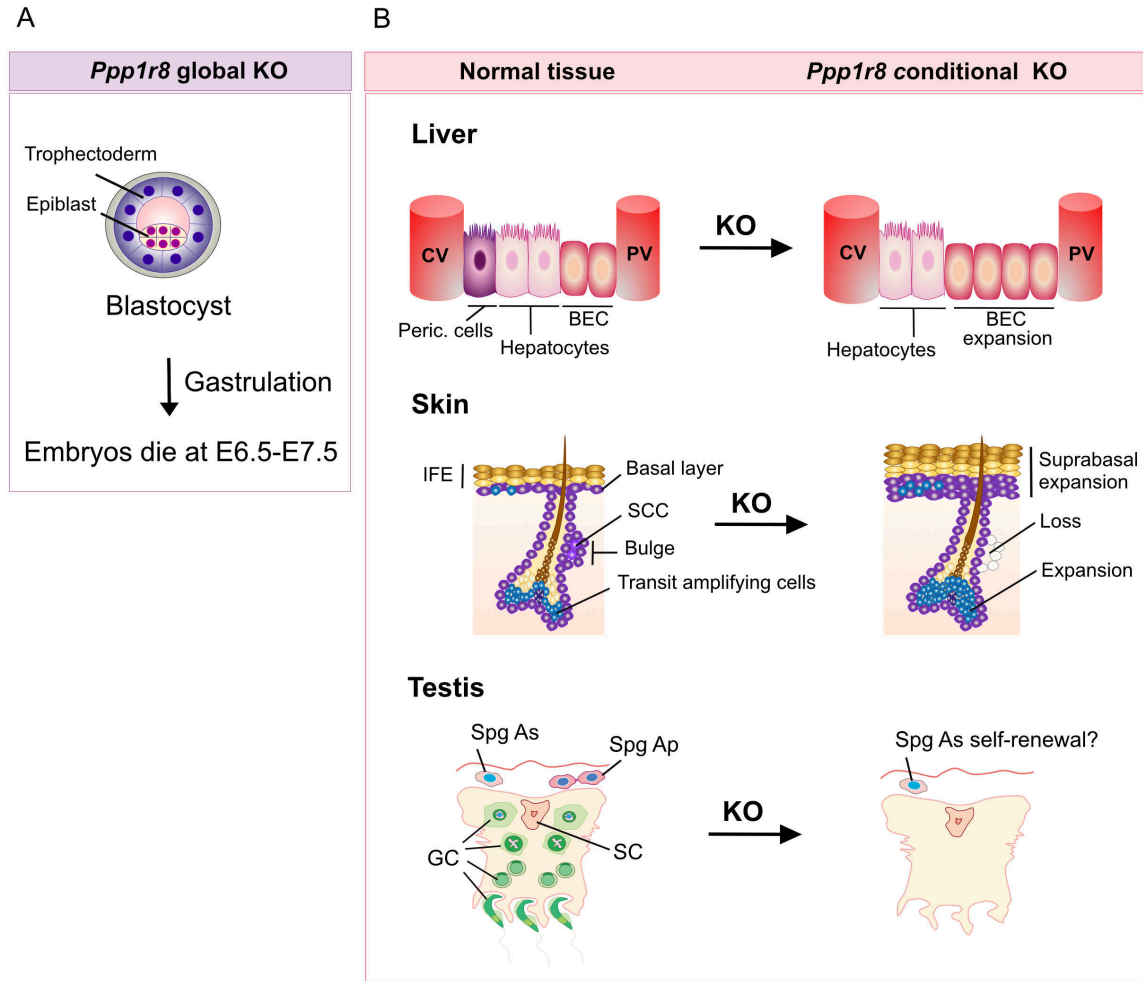 A
Ppp1r8 global KO
Trophectoderm
Epiblast
Blastocyst
Gastrulation
Embryos die at E6.5-E7.5
B
Normal tissue
Ppp1r8 conditional KO
Liver
CV
PV
KO
CV
PV
Peric. cells
Hepatocytes
BEC
Hepatocytes
BEC
expansion
Skin
IFE
Basal layer
SCC
Bulge
Transit amplifying cells
KO
Suprabasal
expansion
Loss
Expansion
Testis
Spg As
Spg Ap
GC
SC
KO
Spg As self-renewal?